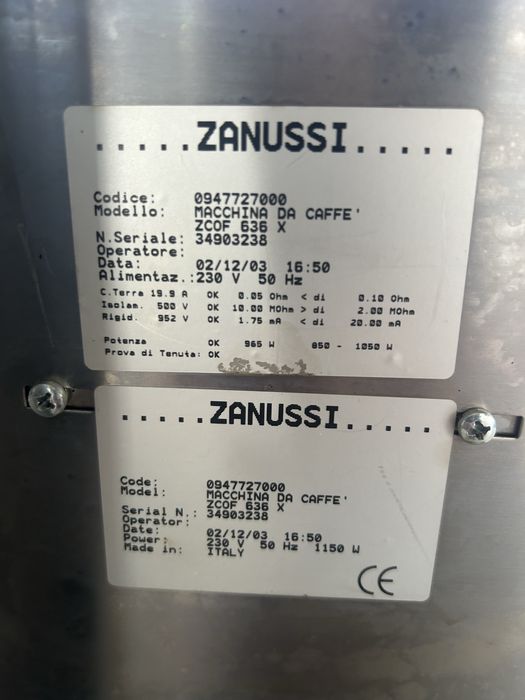 .....ZANUSSI.....
Codice: 0947727000
Modello: MACCHINA DA CAFFE'
ZCOF 636 X
N.Seriale: 34903238
Operatore:
Data: 02/12/03 16:50
Alimentaz.: 230 V 50 Hz
C.Terra 19.9 A OK 0.05 Ohm < di 0.10 Ohm
Isolam. 500 V OK 10.00 MOhm > di 2.00 MOhm
Rigid. 952 V OK 1.75 mA < di 20.00 mA
Potenza OK 965 W 850 - 1050 W
Prova di Tenuta: OK
.....ZANUSSI.....
Code: 0947727000
Model: MACCHINA DA CAFFE'
ZCOF 636 X
Serial N.: 34903238
Operator:
Date: 02/12/03 16:50
Power: 230 V 50 Hz 1150 W
Made in: ITALY
CE